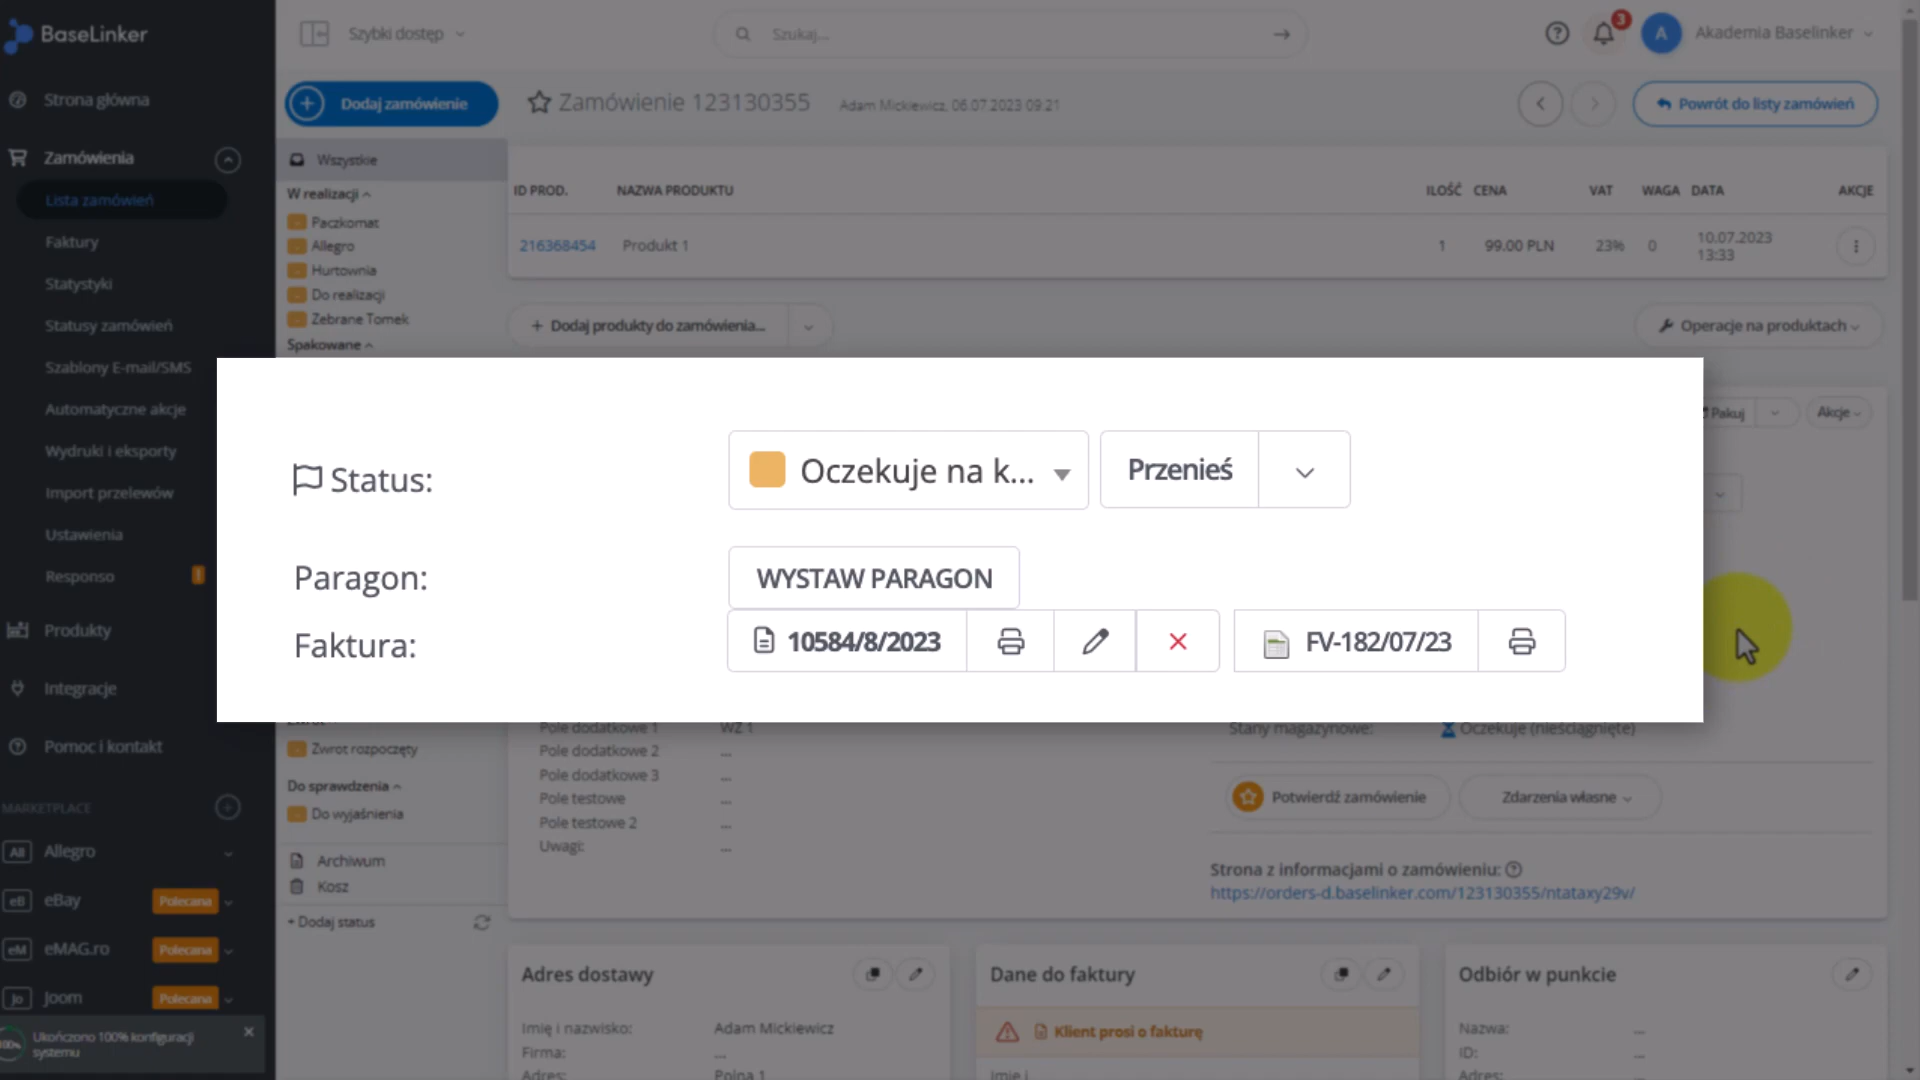 BaseLinker
Szybki dostęp
Szukaj...
3
A
Akademia Baselinker
Strona główna
Zamówienia
Lista zamówień
Faktury
Statystyki
Statusy zamówień
Szablony E-mail/SMS
Automatyczne akcje
Wydruki i eksporty
Import przelewów
Ustawienia
Responso
Produkty
Integracje
Pomoc i kontakt
MARKETPLACE
All Allegro
eB eBay Polecana
eM eMAG.ro Polecana
Jo Joom Polecana
100% Ukończono 100% konfiguracji
systemu
Dodaj zamówienie
Zamówienie 123130355
Adam Mickiewicz, 06.07.2023 09:21
Powrót do listy zamówień
Wszystkie
W realizacji
Paczkomat
Allegro
Hurtownia
Do realizacji
Zebrane Tomek
Spakowane
Zwrot rozpoczęty
Do sprawdzenia
Do wyjaśnienia
Archiwum
Kosz
+ Dodaj status
ID PROD. NAZWA PRODUKTU ILOŚĆ CENA VAT WAGA DATA AKCJE
216368454 Produkt 1 1 99.00 PLN 23% 0 10.07.2023
13:33
+ Dodaj produkty do zamówienia...
Operacje na produktach
Pakuj
Akcje
Status: Oczekuje na k... Przenieś
Paragon: WYSTAW PARAGON
Faktura: 10584/8/2023 FV-182/07/23
Pole dodatkowe 1 WZ 1
Pole dodatkowe 2 ...
Pole dodatkowe 3 ...
Pole testowe ...
Pole testowe 2 ...
Uwagi: ...
Stany magazynowe: Oczekuje (nieściągnięte)
Potwierdź zamówienie
Zdarzenia własne
Strona z informacjami o zamówieniu:
https://orders-d.baselinker.com/123130355/ntataxy29v/
Adres dostawy
Imię i nazwisko: Adam Mickiewicz
Firma: ...
Adres: Polna 1
Dane do faktury
Klient prosi o fakturę
Imię i
Odbiór w punkcie
Nazwa: ...
ID: ...
Adres: ...